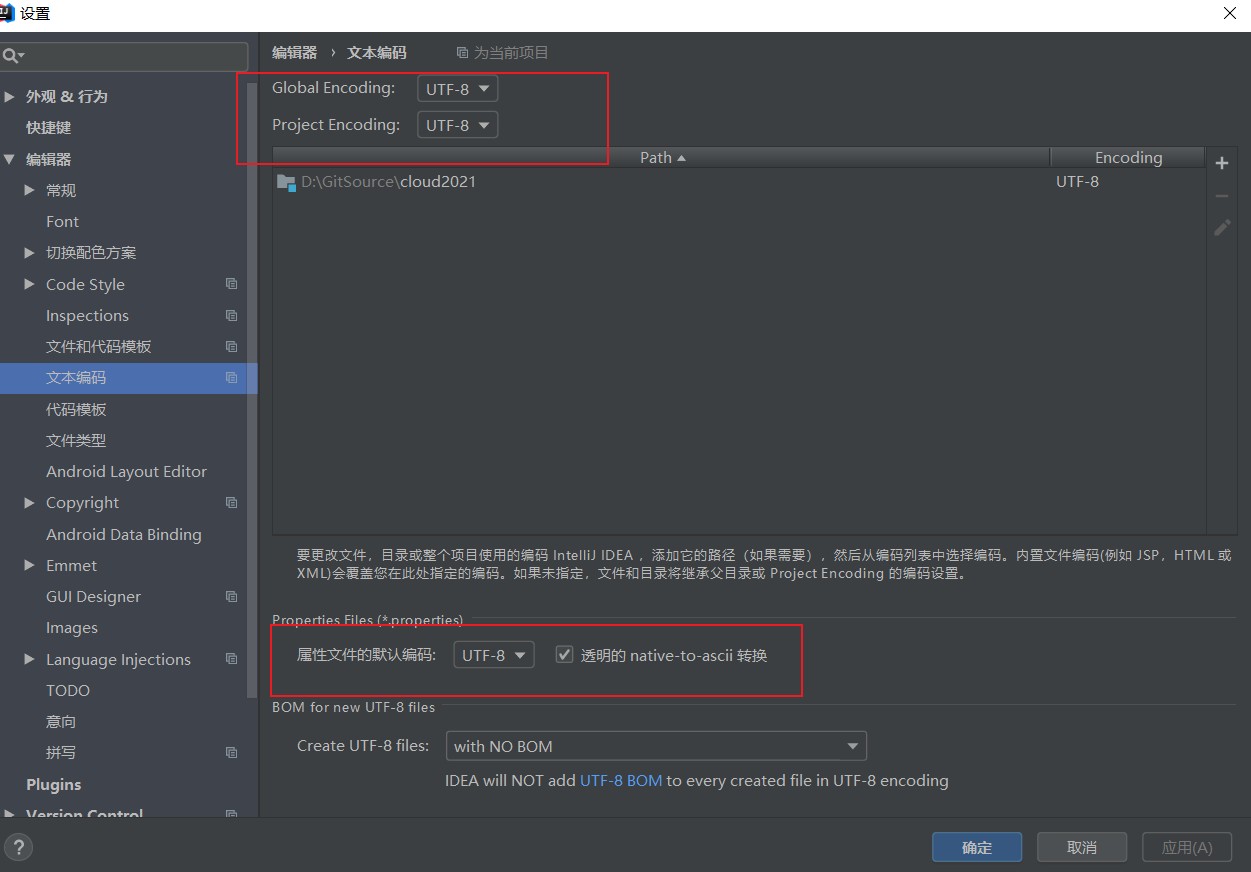 设置
外观 & 行为
快捷键
编辑器
常规
Font
切换配色方案
Code Style
Inspections
文件和代码模板
文本编码
代码模板
文件类型
Android Layout Editor
Copyright
Android Data Binding
Emmet
GUI Designer
Images
Language Injections
TODO
意向
拼写
Plugins
Version Control
编辑器 › 文本编码 为当前项目
Global Encoding: UTF-8
Project Encoding: UTF-8
Path Encoding
D:\GitSource\cloud2021 UTF-8
要更改文件，目录或整个项目使用的编码 IntelliJ IDEA ，添加它的路径（如果需要），然后从编码列表中选择编码。内置文件编码(例如 JSP，HTML 或
XML)会覆盖您在此处指定的编码。如果未指定，文件和目录将继承父目录或 Project Encoding 的编码设置。
Properties Files (*.properties)
属性文件的默认编码: UTF-8 透明的 native-to-ascii 转换
BOM for new UTF-8 files
Create UTF-8 files: with NO BOM
IDEA will NOT add UTF-8 BOM to every created file in UTF-8 encoding
?
确定 取消 应用(A)